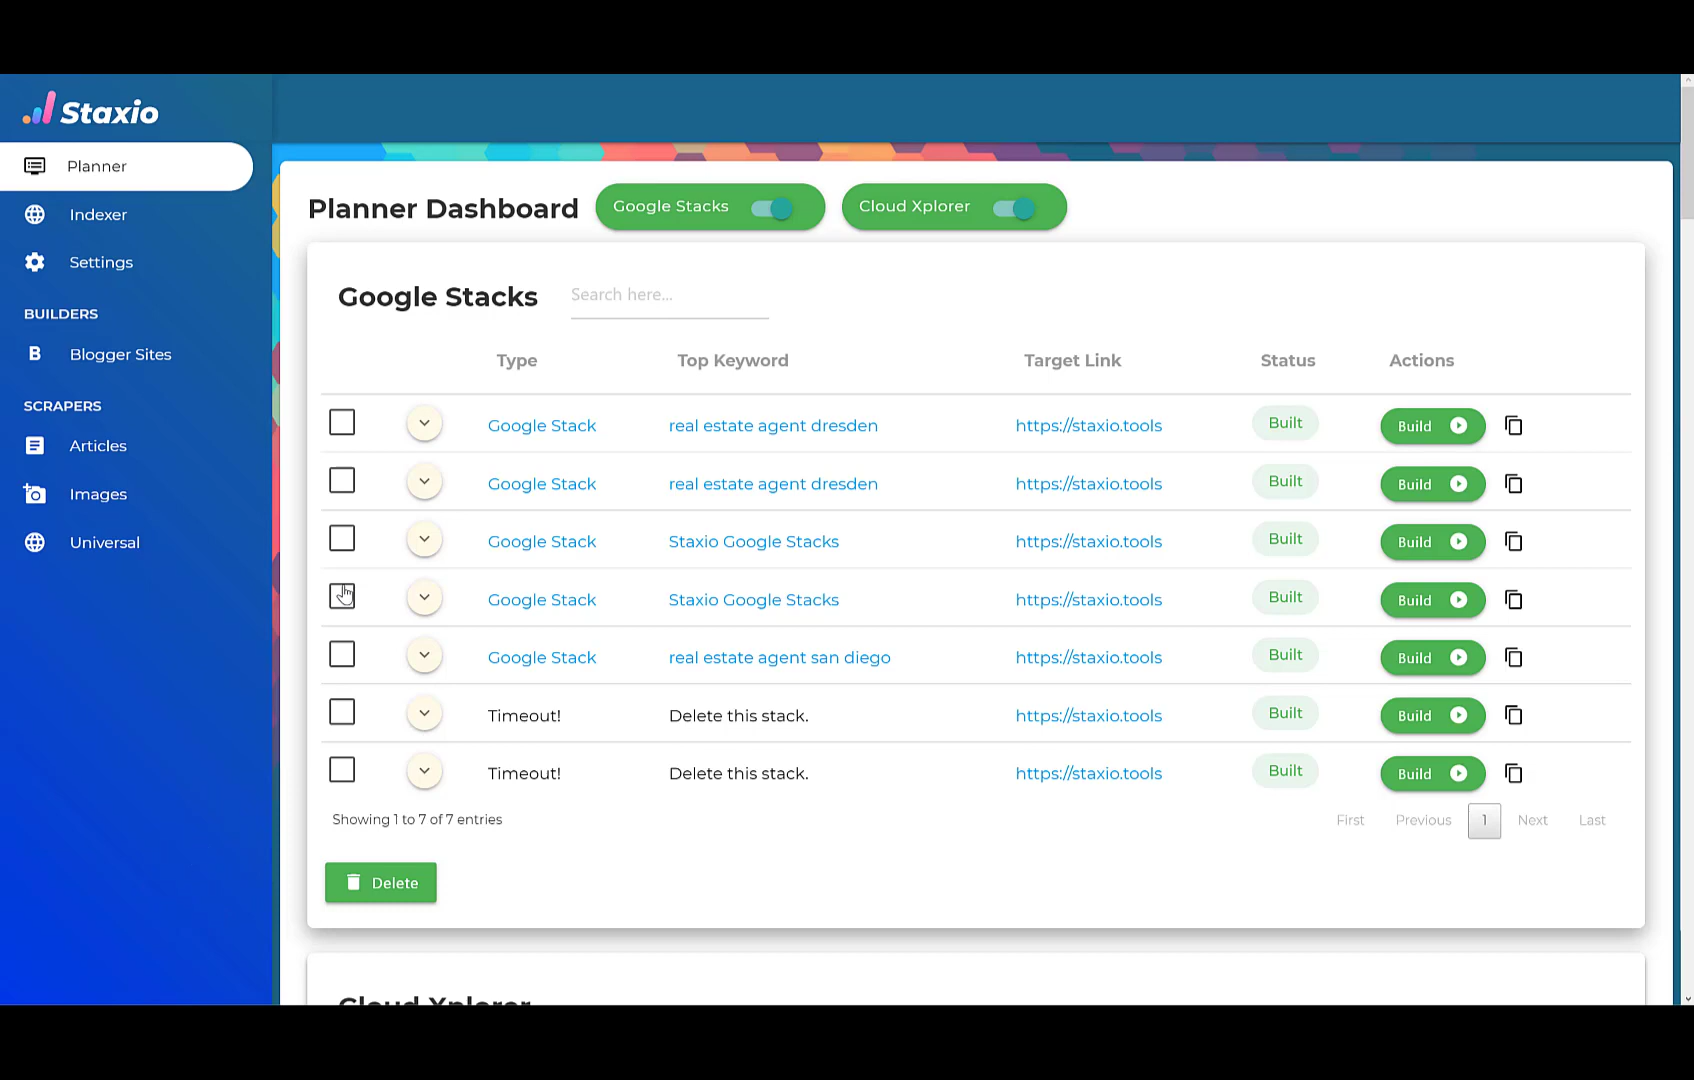 Staxio
Planner
Indexer
Settings
BUILDERS
B Blogger Sites
SCRAPERS
Articles
Images
Universal
Planner Dashboard Google Stacks Cloud Xplorer
Google Stacks Search here...
Type Top Keyword Target Link Status Actions
Google Stack real estate agent dresden https://staxio.tools Built Build
Google Stack real estate agent dresden https://staxio.tools Built Build
Google Stack Staxio Google Stacks https://staxio.tools Built Build
Google Stack Staxio Google Stacks https://staxio.tools Built Build
Google Stack real estate agent san diego https://staxio.tools Built Build
Timeout! Delete this stack. https://staxio.tools Built Build
Timeout! Delete this stack. https://staxio.tools Built Build
Showing 1 to 7 of 7 entries First Previous 1 Next Last
Delete
Cloud Xplorer